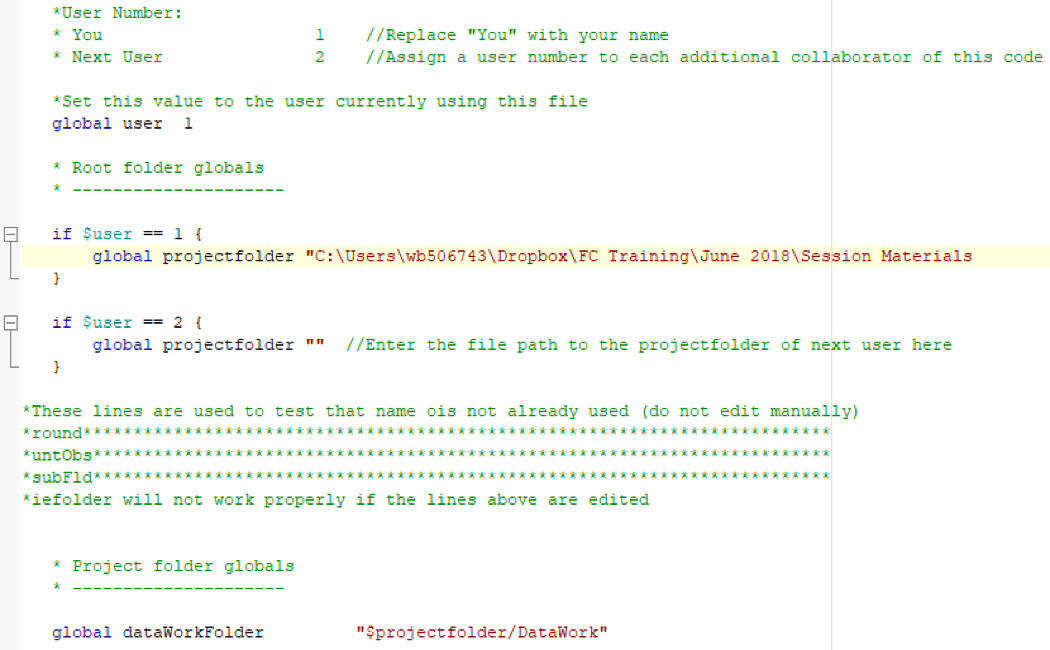 *User Number:
* You                     1    //Replace "You" with your name
* Next User               2    //Assign a user number to each additional collaborator of this code
*Set this value to the user currently using this file
global user  1
* Root folder globals
* ---------------------
if $user == 1 {
global projectfolder "C:\Users\wb506743\Dropbox\FC Training\June 2018\Session Materials
}
if $user == 2 {
global projectfolder ""  //Enter the file path to the projectfolder of next user here
}
*These lines are used to test that name ois not already used (do not edit manually)
*round**************************************************************************
*untObs*************************************************************************
*subFld*************************************************************************
*iefolder will not work properly if the lines above are edited
* Project folder globals
* ---------------------
global dataWorkFolder         "$projectfolder/DataWork"